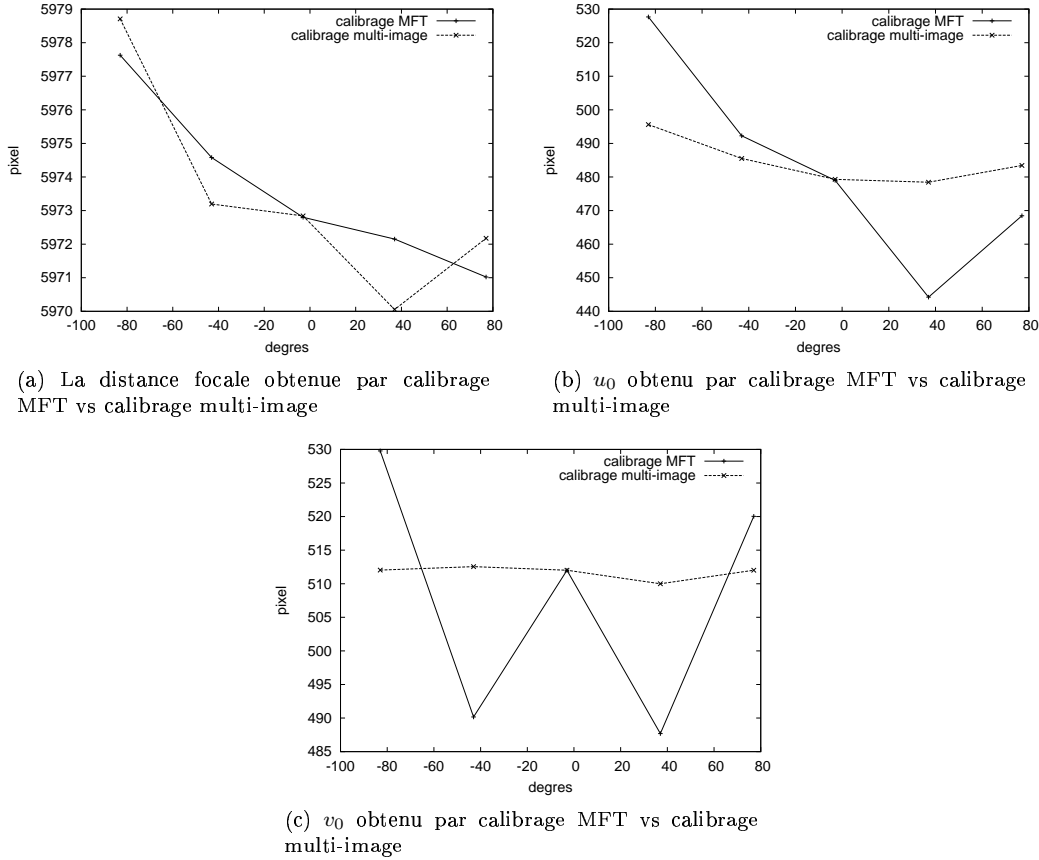 5979
5978
5977
5976
5975
5974
5973
5972
5971
5970
-100 -80 -60 -40 -20 0 20 40 60 80
pixel
degres
calibrage MFT
calibrage multi-image
(a) La distance focale obtenue par calibrage
MFT vs calibrage multi-image
530
520
510
500
490
480
470
460
450
440
-100 -80 -60 -40 -20 0 20 40 60 80
pixel
degres
calibrage MFT
calibrage multi-image
(b) u₀ obtenu par calibrage MFT vs calibrage
multi-image
530
525
520
515
510
505
500
495
490
485
-100 -80 -60 -40 -20 0 20 40 60 80
pixel
degres
calibrage MFT
calibrage multi-image
(c) v₀ obtenu par calibrage MFT vs calibrage
multi-image